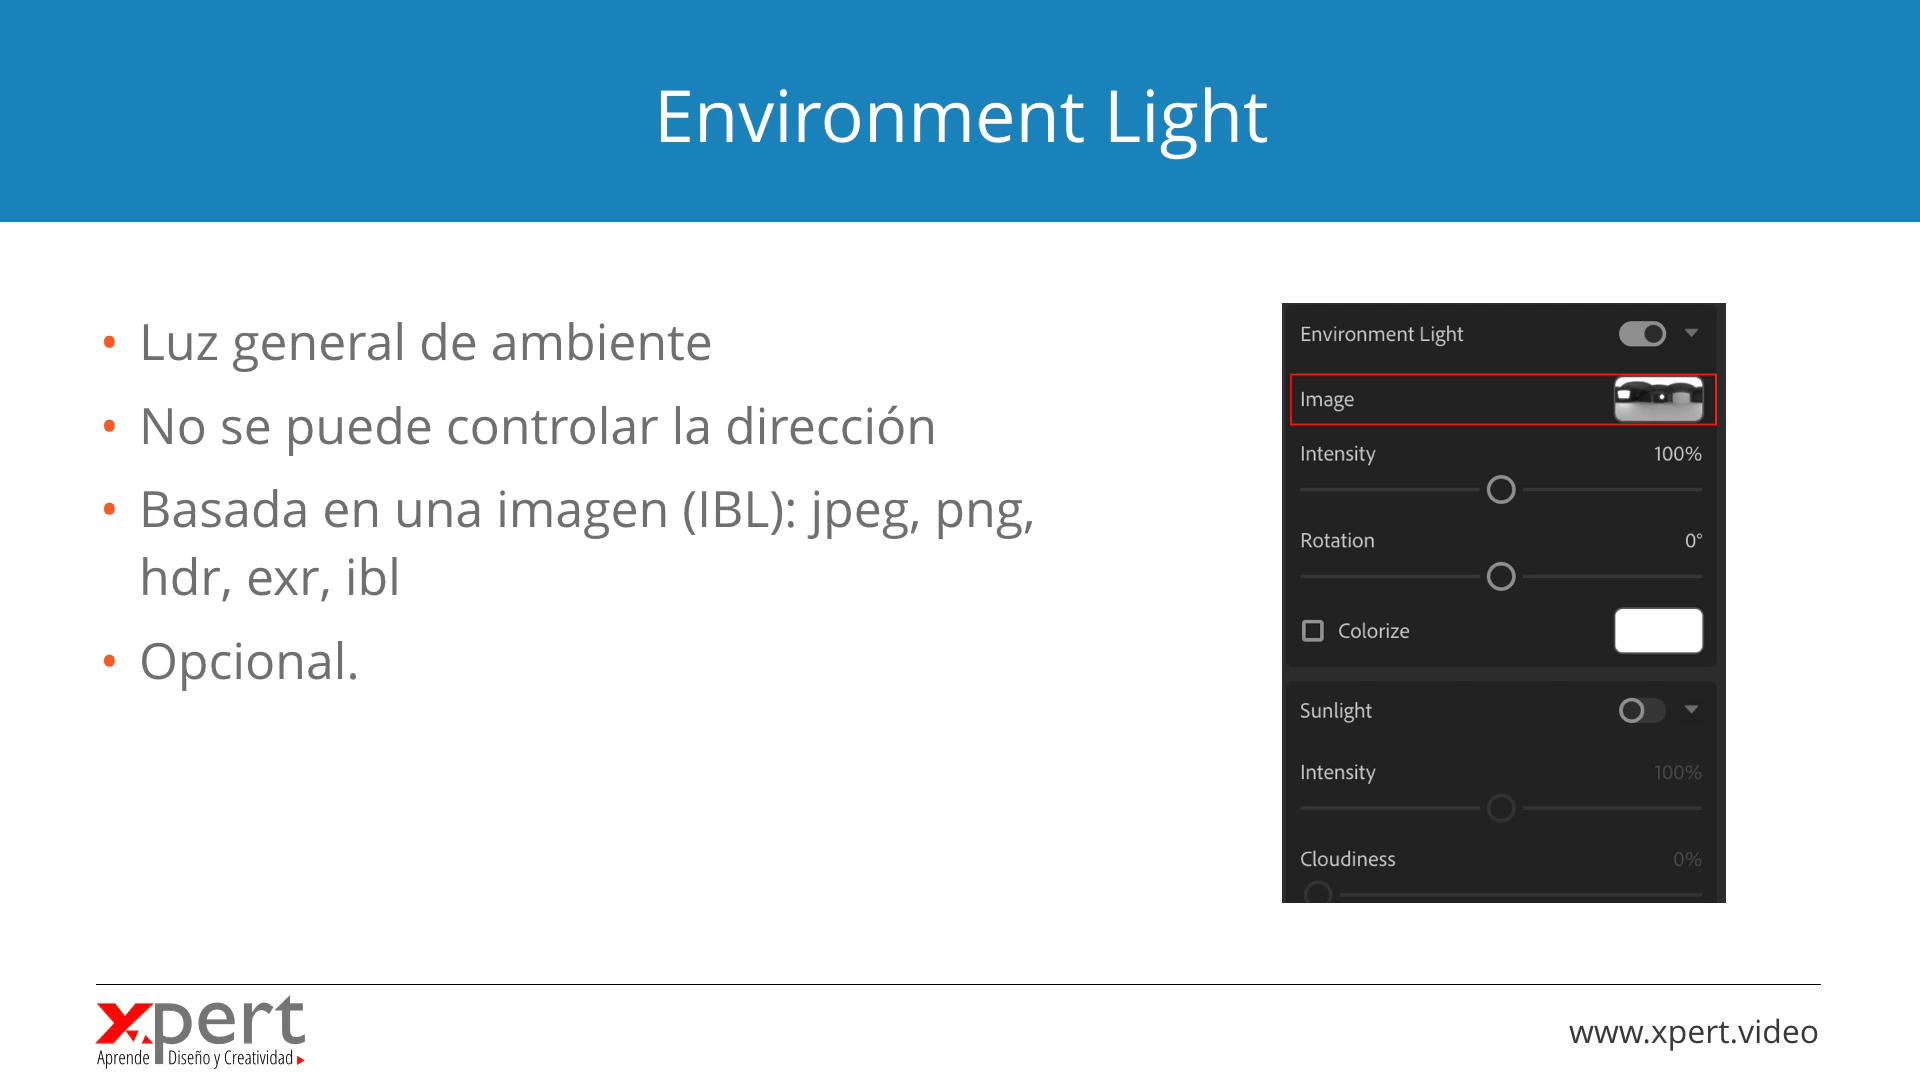 Environment Light
• Luz general de ambiente
• No se puede controlar la dirección
• Basada en una imagen (IBL): jpeg, png,
hdr, exr, ibl
• Opcional.
Environment Light
Image
Intensity 100%
Rotation 0°
Colorize
Sunlight
Intensity 100%
Cloudiness 0%
xpert
Aprende Diseño y Creatividad
www.xpert.video